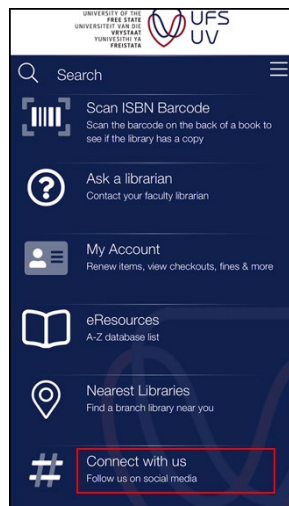 UNIVERSITY OF THE
FREE STATE
UNIVERSITEIT VAN DIE
VRYSTAAT
YUNIVESITHI YA
FREISTATA
UFS
UV
Search
Scan ISBN Barcode
Scan the barcode on the back of a book to
see if the library has a copy
Ask a librarian
Contact your faculty librarian
My Account
Renew items, view checkouts, fines & more
eResources
A-Z database list
Nearest Libraries
Find a branch library near you
Connect with us
Follow us on social media